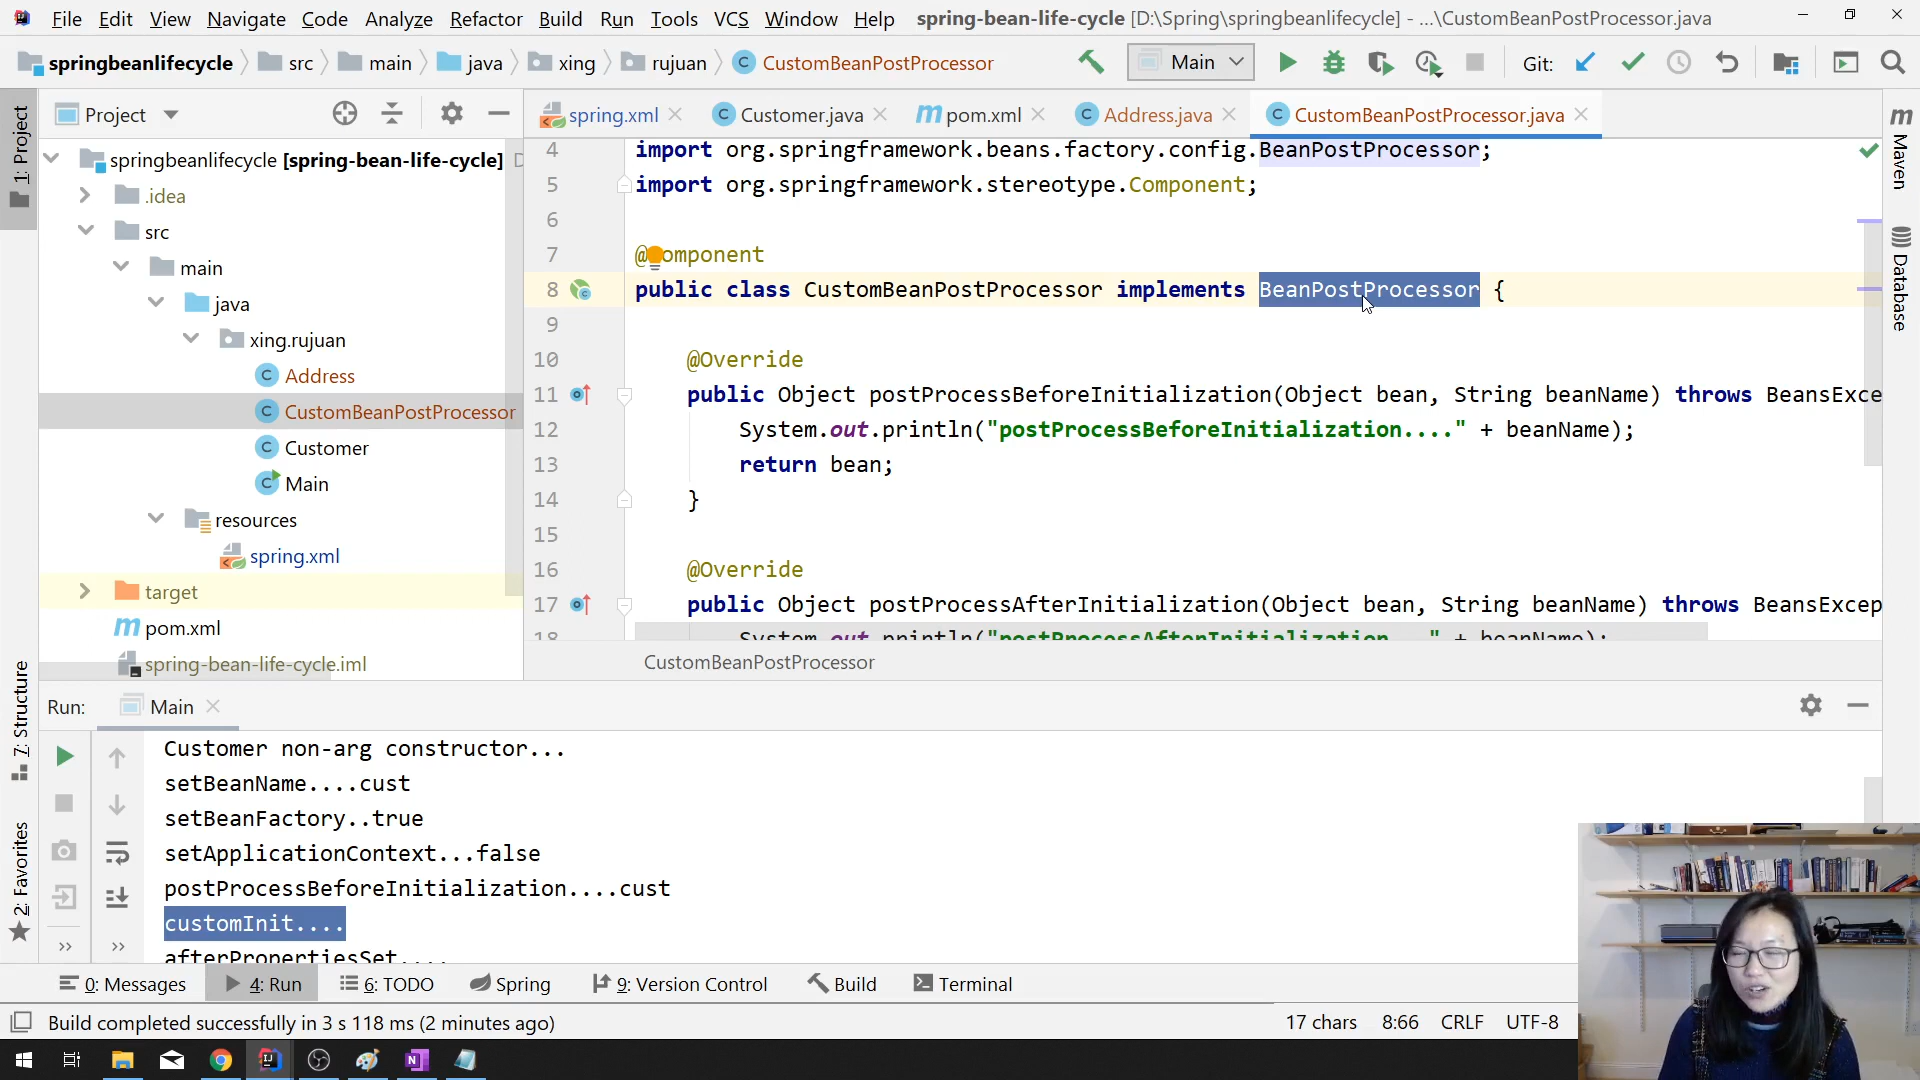 File Edit View Navigate Code Analyze Refactor Build Run Tools VCS Window Help spring-bean-life-cycle [D:\Spring\springbeanlifecycle] - ...\CustomBeanPostProcessor.java
springbeanlifecycle src main java xing rujuan CustomBeanPostProcessor Main Git:
1: Project
Project
spring.xml Customer.java pom.xml Address.java CustomBeanPostProcessor.java
springbeanlifecycle [spring-bean-life-cycle] D
.idea
src
main
java
xing.rujuan
Address
CustomBeanPostProcessor
Customer
Main
resources
spring.xml
target
pom.xml
spring-bean-life-cycle.iml
4 import org.springframework.beans.factory.config.BeanPostProcessor;
5 import org.springframework.stereotype.Component;
6
7 @Component
8 public class CustomBeanPostProcessor implements BeanPostProcessor {
9
10 @Override
11 public Object postProcessBeforeInitialization(Object bean, String beanName) throws BeansExce
12 System.out.println("postProcessBeforeInitialization...." + beanName);
13 return bean;
14 }
15
16 @Override
17 public Object postProcessAfterInitialization(Object bean, String beanName) throws BeansExcep
18 System.out.println("postProcessAfterInitialization...." + beanName);
CustomBeanPostProcessor
Maven
Database
7: Structure
2: Favorites
Run: Main
Customer non-arg constructor...
setBeanName....cust
setBeanFactory..true
setApplicationContext...false
postProcessBeforeInitialization....cust
customInit....
afterPropertiesSet....
0: Messages 4: Run 6: TODO Spring 9: Version Control Build Terminal
Build completed successfully in 3 s 118 ms (2 minutes ago) 17 chars 8:66 CRLF UTF-8